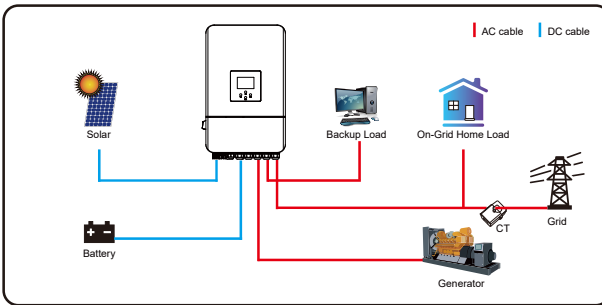 AC cable
DC cable
Solar
Backup Load
On-Grid Home Load
Grid
CT
Battery
Generator